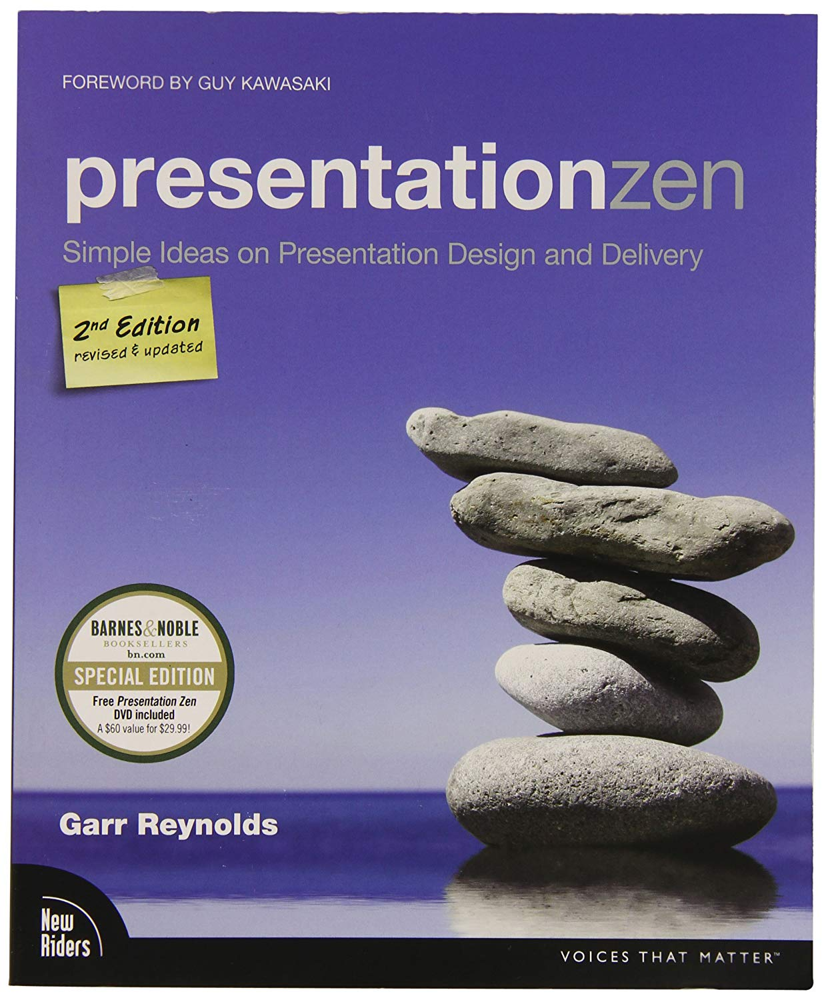 FOREWORD BY GUY KAWASAKI
presentationzen
Simple Ideas on Presentation Design and Delivery
2nd Edition
revised & updated
BARNES&NOBLE
BOOKSELLERS
bn.com
SPECIAL EDITION
Free Presentation Zen
DVD included
A $60 value for $29.99!
Garr Reynolds
New
Riders
VOICES THAT MATTER™